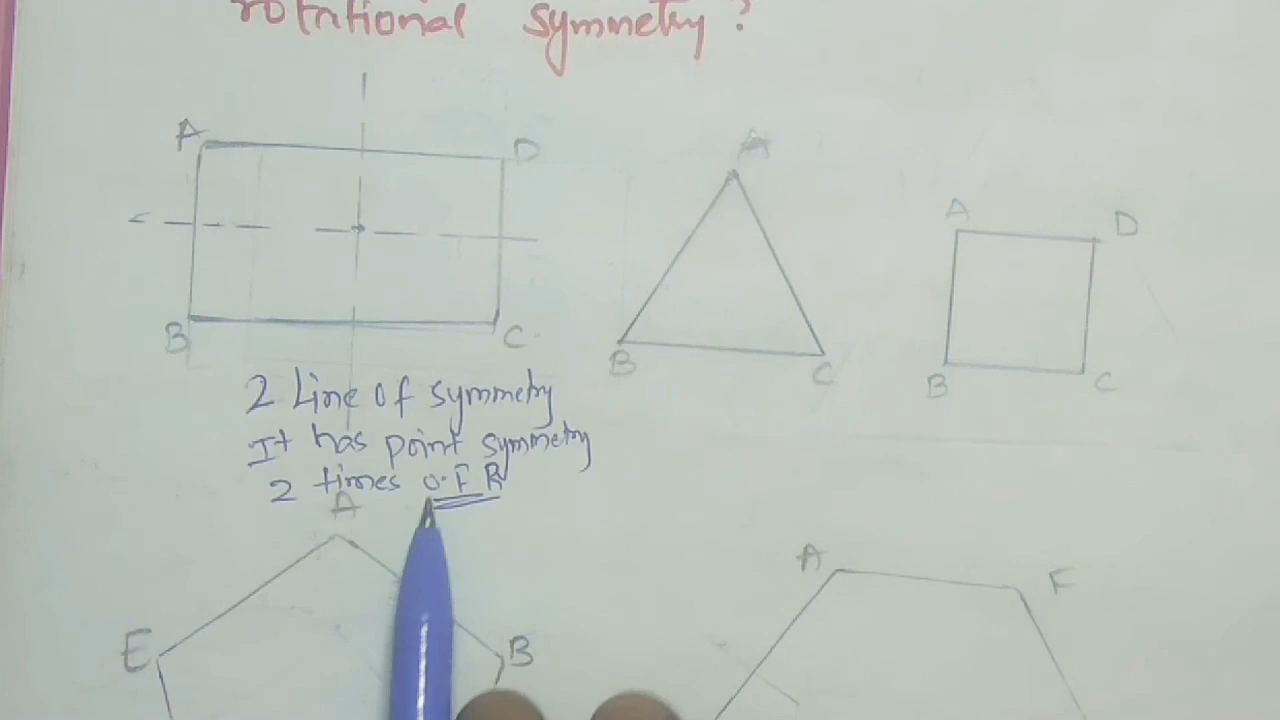 rotational symmetry?
A D
B C
A
B C
A D
B C
2 Line of symmetry
It has point symmetry
2 times O.F R
A
E B
A F